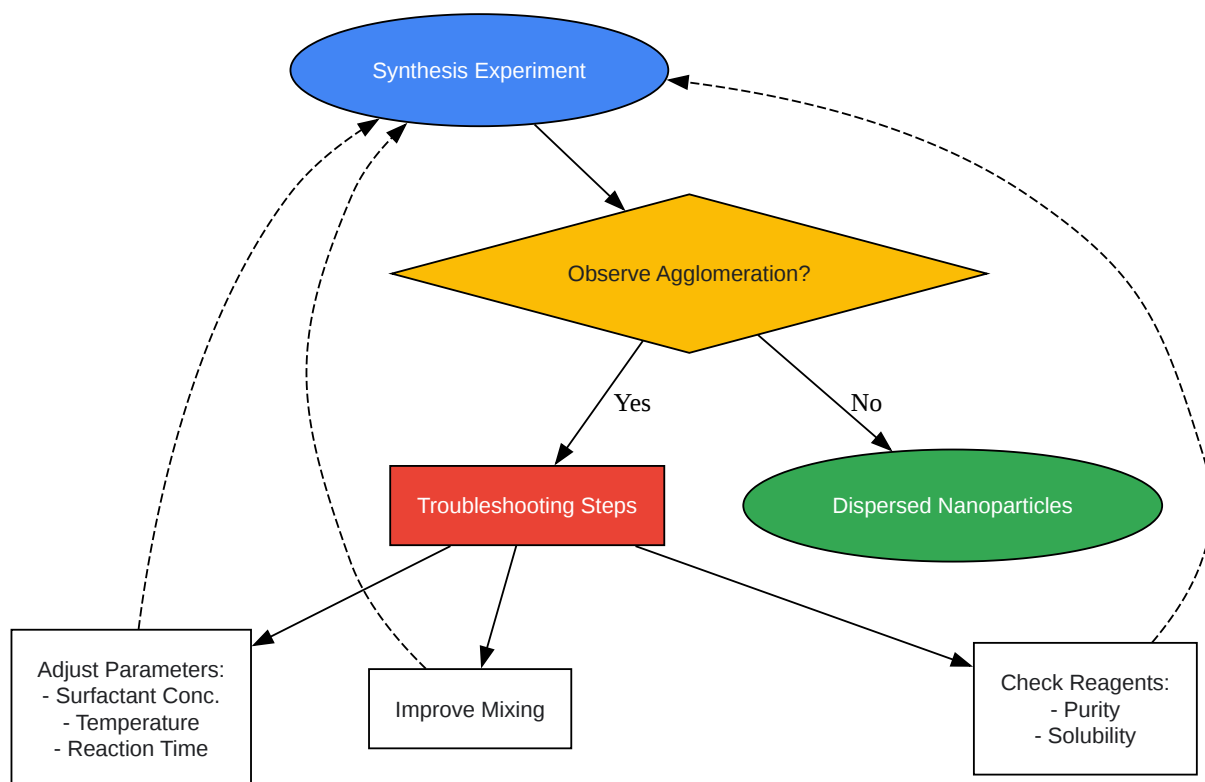 Synthesis Experiment
Observe Agglomeration?
Yes
No
Troubleshooting Steps
Dispersed Nanoparticles
Adjust Parameters:
- Surfactant Conc.
- Temperature
- Reaction Time
Improve Mixing
Check Reagents:
- Purity
- Solubility